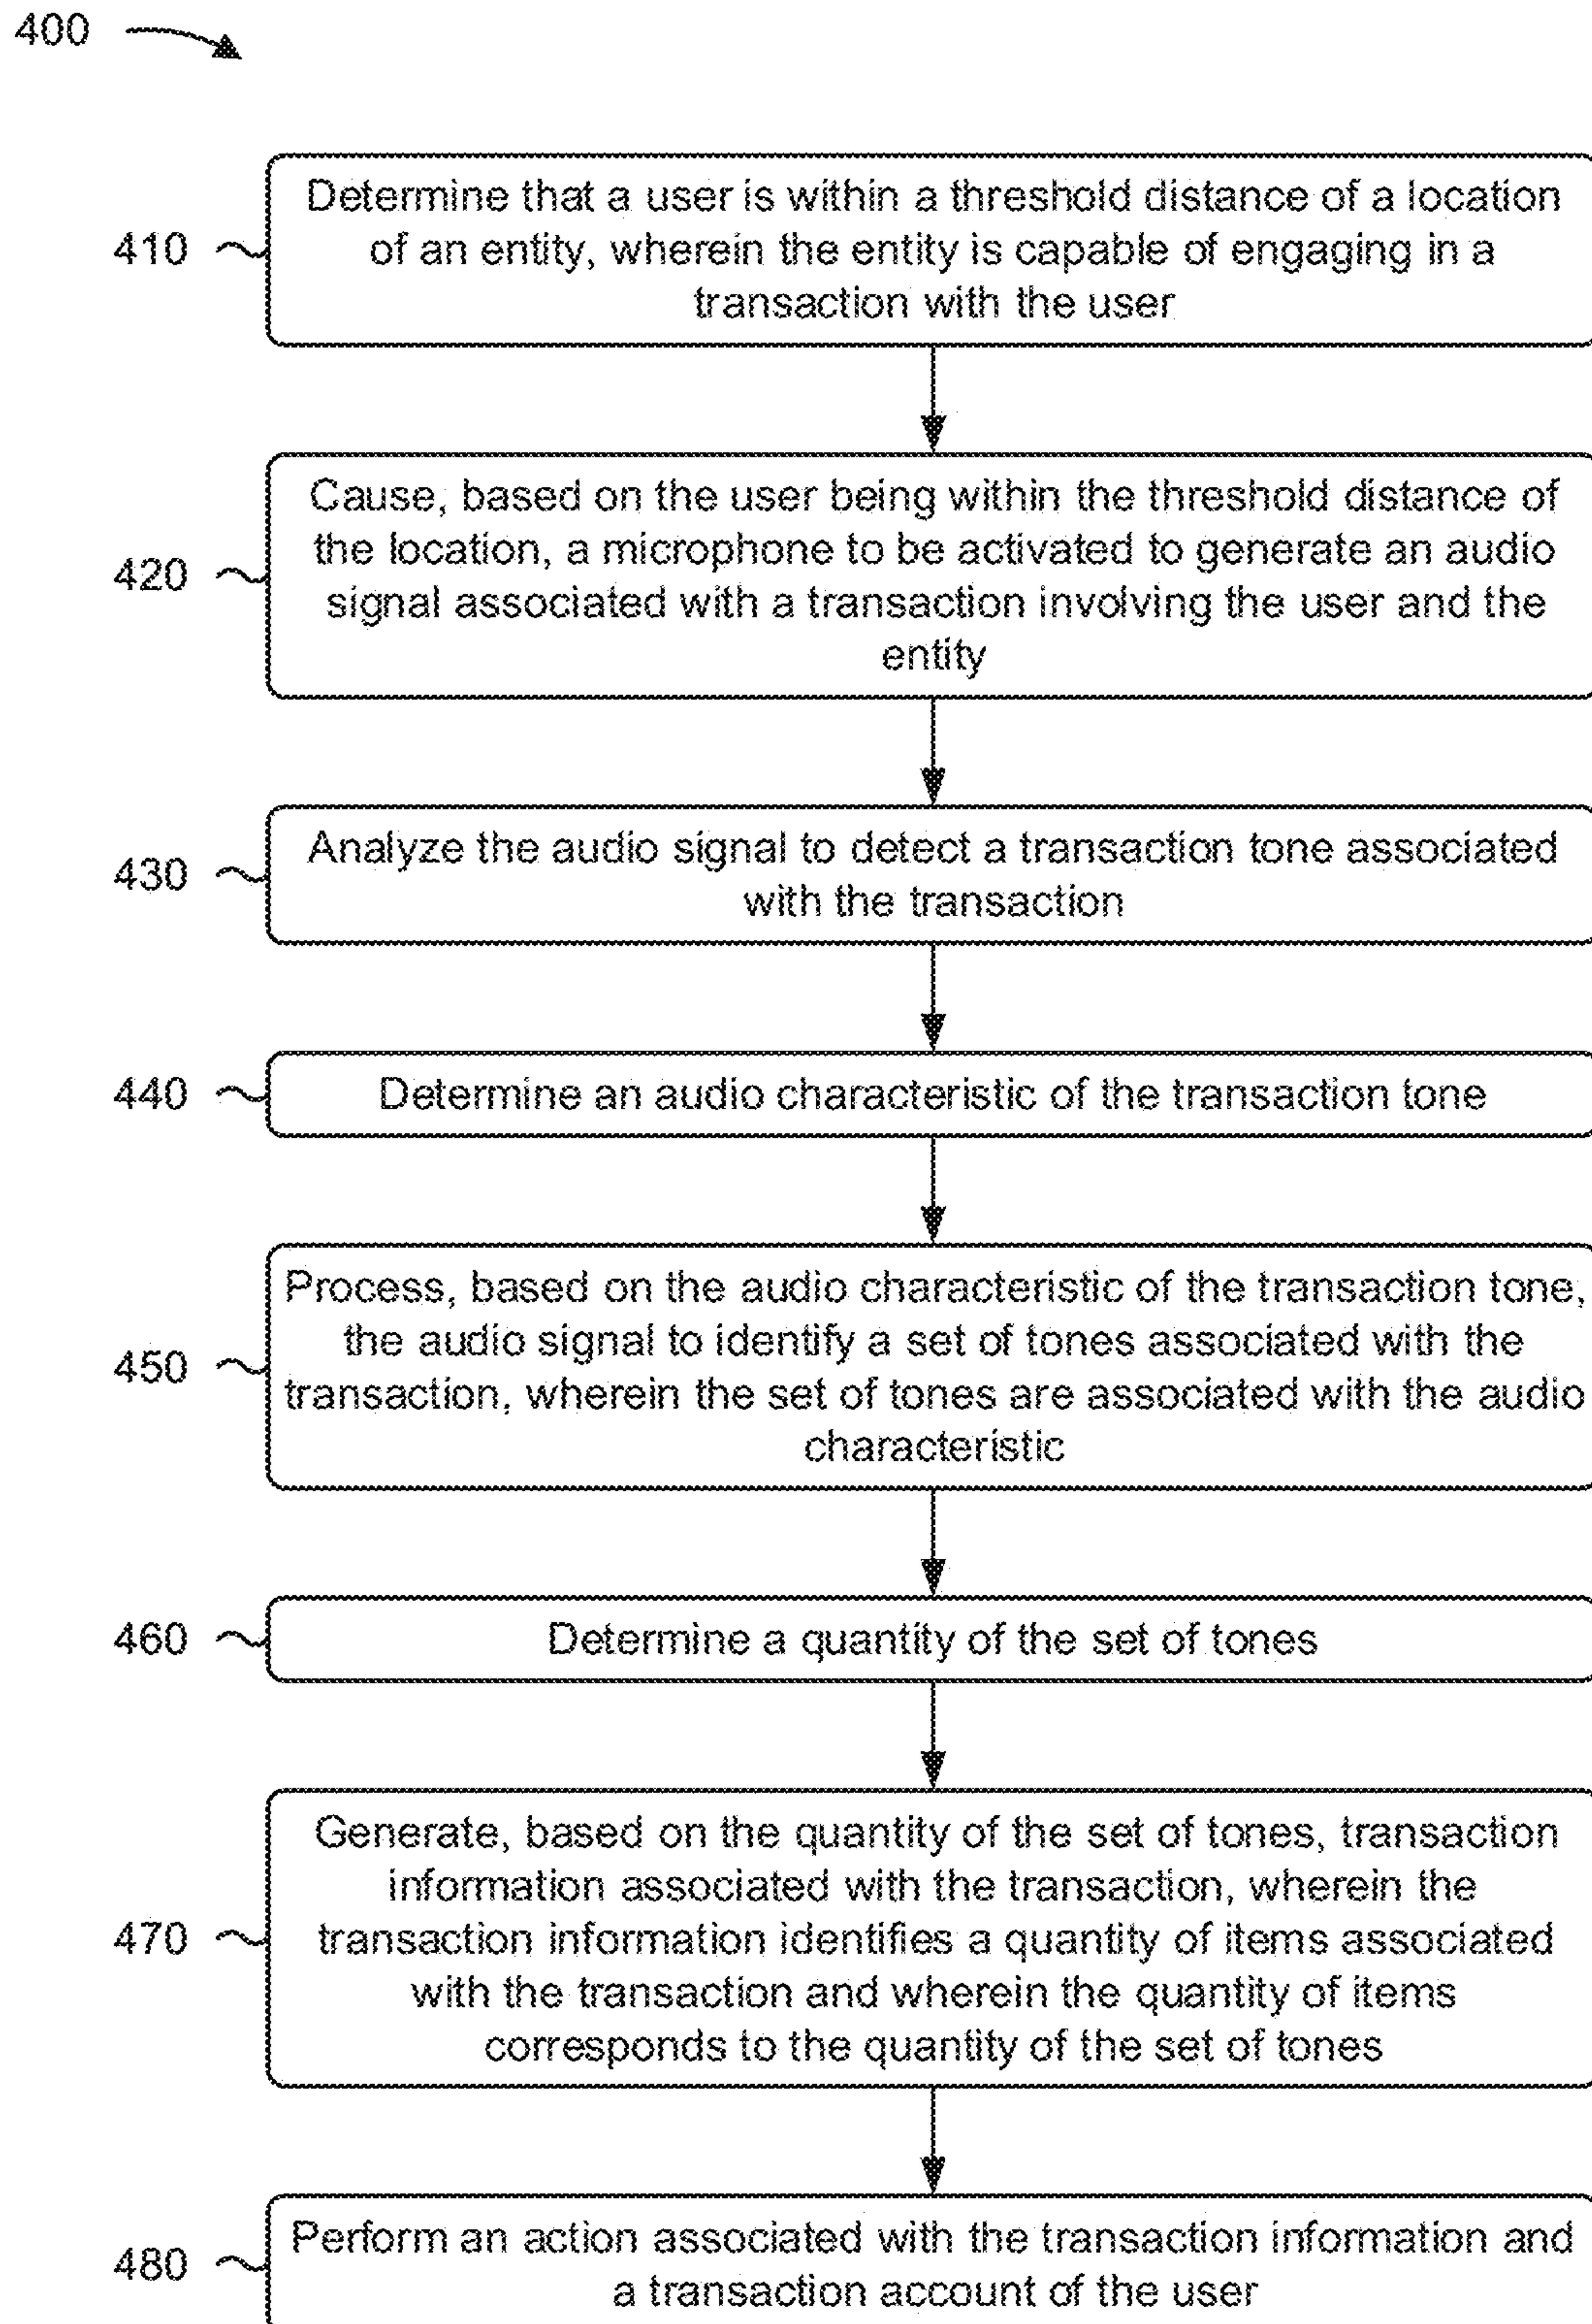 400
Determine that a user is within a threshold distance of a location
of an entity, wherein the entity is capable of engaging in a
transaction with the user
410
Cause, based on the user being within the threshold distance of
the location, a microphone to be activated to generate an audio
signal associated with a transaction involving the user and the
entity
420
Analyze the audio signal to detect a transaction tone associated
with the transaction
430
Determine an audio characteristic of the transaction tone
440
Process, based on the audio characteristic of the transaction tone,
the audio signal to identify a set of tones associated with the
transaction, wherein the set of tones are associated with the audio
characteristic
450
Determine a quantity of the set of tones
460
Generate, based on the quantity of the set of tones, transaction
information associated with the transaction, wherein the
transaction information identifies a quantity of items associated
with the transaction and wherein the quantity of items
corresponds to the quantity of the set of tones
470
Perform an action associated with the transaction information and
a transaction account of the user
480